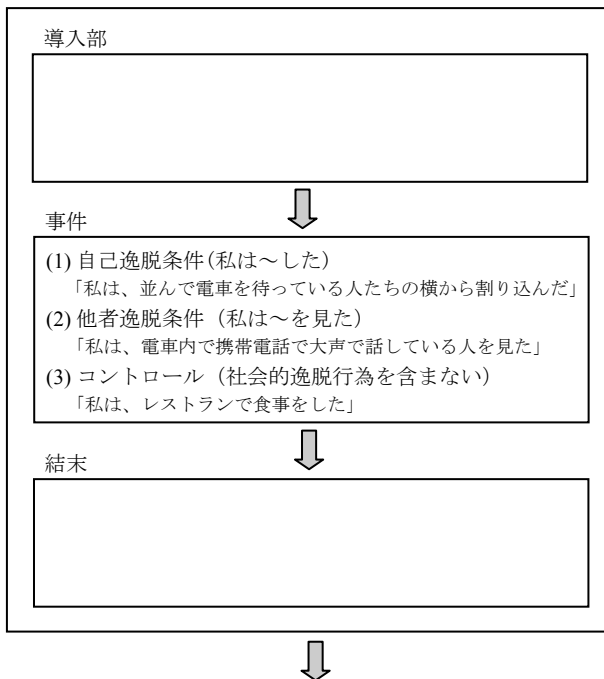 導入部
事件
(1) 自己逸脱条件(私は～した)
「私は、並んで電車を待っている人たちの横から割り込んだ」
(2) 他者逸脱条件（私は～を見た）
「私は、電車内で携帯電話で大声で話している人を見た」
(3) コントロール（社会的逸脱行為を含まない）
「私は、レストランで食事をした」
結末